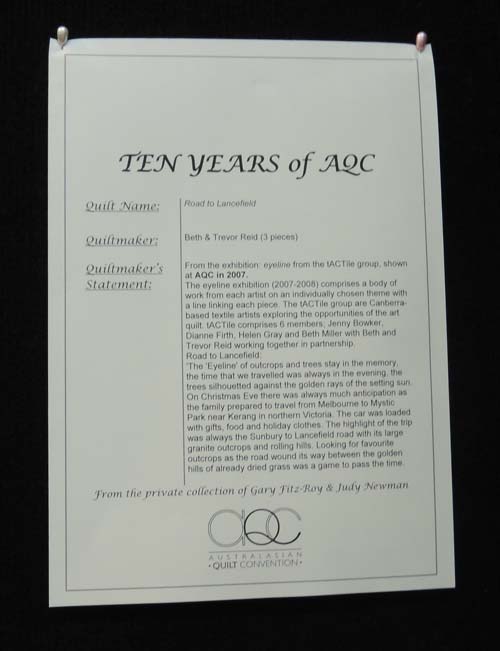 TEN YEARS of AQC
Quilt Name:
Road to Lancefield
Quiltmaker:
Beth & Trevor Reid (3 pieces)
Quiltmaker's
Statement:
From the exhibition: eyeline from the tACTile group, shown
at AQC in 2007.
The eyeline exhibition (2007-2008) comprises a body of
work from each artist on an individually chosen theme with
a line linking each piece. The tACTile group are Canberra-
based textile artists exploring the opportunities of the art
quilt. tACTile comprises 6 members, Jenny Bowker,
Dianne Firth, Helen Gray and Beth Miller with Beth and
Trevor Reid working together in partnership.
Road to Lancefield:
'The 'Eyeline' of outcrops and trees stay in the memory,
the time that we travelled was always in the evening, the
trees silhouetted against the golden rays of the setting sun.
On Christmas Eve there was always much anticipation as
the family prepared to travel from Melbourne to Mystic
Park near Kerang in northern Victoria. The car was loaded
with gifts, food and holiday clothes. The highlight of the trip
was always the Sunbury to Lancefield road with its large
granite outcrops and rolling hills. Looking for favourite
outcrops as the road wound its way between the golden
hills of already dried grass was a game to pass the time.
From the private collection of Gary Fitz-Roy & Judy Newman
aQC
AUSTRALASIAN
• QUILT CONVENTION •